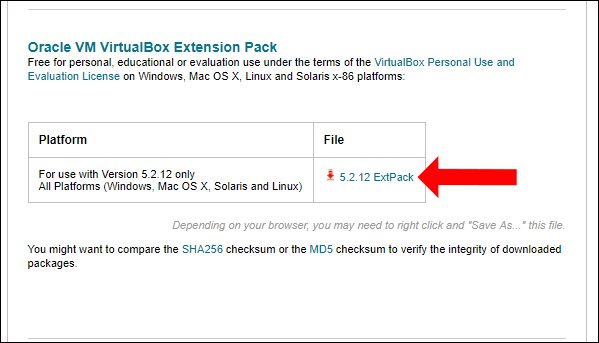 Oracle VM VirtualBox Extension Pack
Free for personal, educational or evaluation use under the terms of the VirtualBox Personal Use and
Evaluation License on Windows, Mac OS X, Linux and Solaris x-86 platforms:
Platform File
For use with Version 5.2.12 only
All Platforms (Windows, Mac OS X, Solaris and Linux)
5.2.12 ExtPack
Depending on your browser, you may need to right click and "Save As..." this file.
You might want to compare the SHA256 checksum or the MD5 checksum to verify the integrity of downloaded
packages.